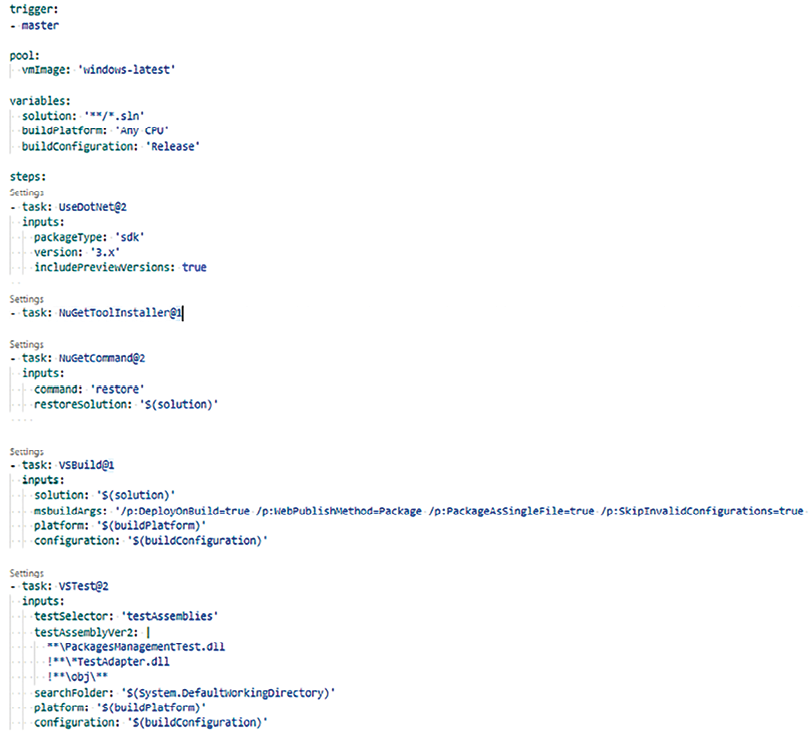 trigger:
- master
pool:
vmImage: 'windows-latest'
variables:
solution: '**/*.sln'
buildPlatform: 'Any CPU'
buildConfiguration: 'Release'
steps:
Settings
- task: UseDotNet@2
inputs:
packageType: 'sdk'
version: '3.x'
includePreviewVersions: true
Settings
- task: NuGetToolInstaller@1
Settings
- task: NuGetCommand@2
inputs:
command: 'restore'
restoreSolution: '$(solution)'
Settings
- task: VSBuild@1
inputs:
solution: '$(solution)'
msbuildArgs: '/p:DeployOnBuild=true /p:WebPublishMethod=Package /p:PackageAsSingleFile=true /p:SkipInvalidConfigurations=true
platform: '$(buildPlatform)'
configuration: '$(buildConfiguration)'
Settings
- task: VSTest@2
inputs:
testSelector: 'testAssemblies'
testAssemblyVer2: |
**\PackagesManagementTest.dll
!**\*TestAdapter.dll
!**\obj\**
searchFolder: '$(System.DefaultWorkingDirectory)'
platform: '$(buildPlatform)'
configuration: '$(buildConfiguration)'